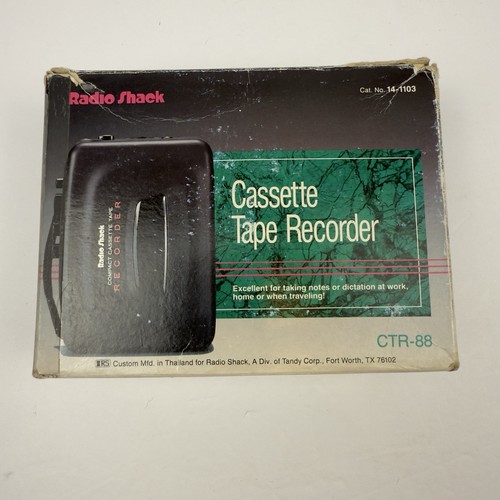 Radio Shack
Cat. No. 14-1103
Radio Shack
COMPACT CASSETTE TAPE
RECORDER
Cassette
Tape Recorder
Excellent for taking notes or dictation at work,
home or when traveling!
CTR-88
RS Custom Mfd. in Thailand for Radio Shack, A Div. of Tandy Corp., Fort Worth, TX 76102